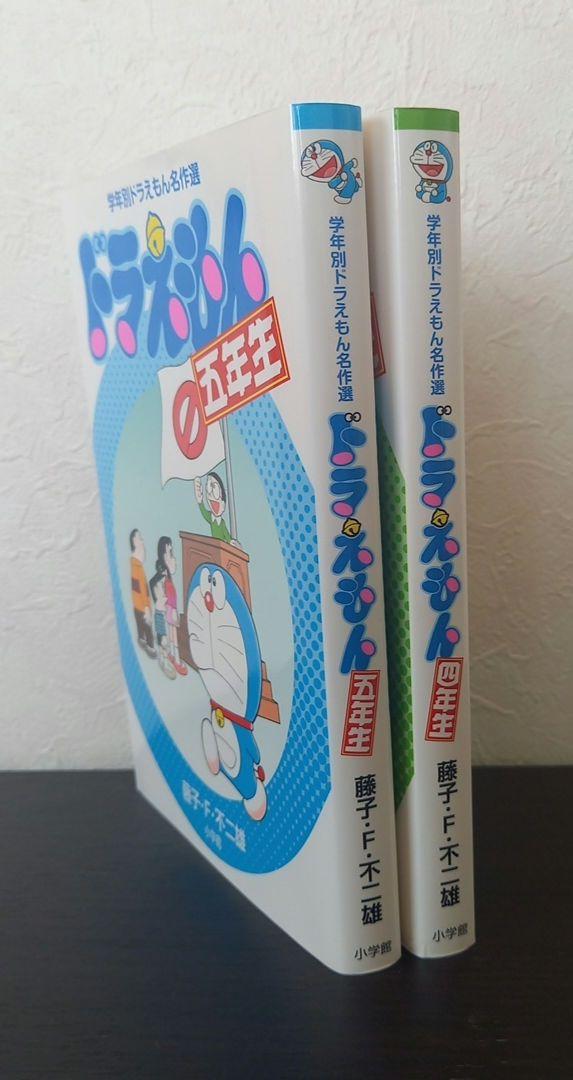 学年別ドラえもん名作選
ドラえもん
の五年生
藤子・F・不二雄
小学館
学年別ドラえもん名作選
ドラえもん
五年生
藤子・F・不二雄
小学館
学年別ドラえもん名作選
ドラえもん
四年生
藤子・F・不二雄
小学館